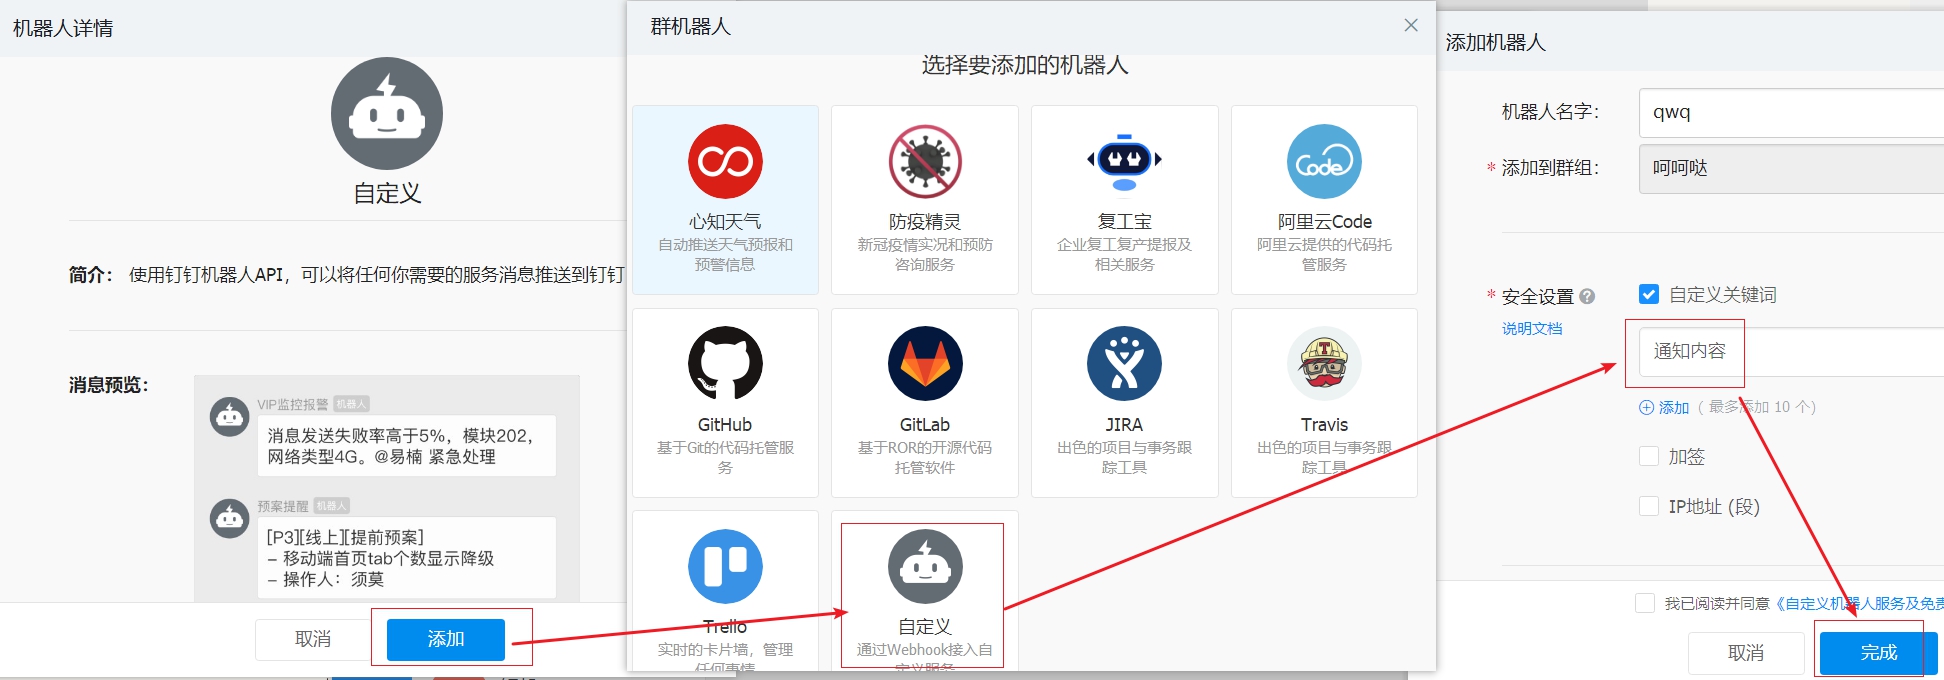 机器人详情
自定义
简介： 使用钉钉机器人API，可以将任何你需要的服务消息推送到钉钉
消息预览：
VIP监控报警 机器人
消息发送失败率高于5%，模块202，
网络类型4G。@易楠 紧急处理
预案提醒 机器人
[P3][线上][提前预案]
– 移动端首页tab个数显示降级
– 操作人：须莫
取消
添加
群机器人
选择要添加的机器人
心知天气
自动推送天气预报和
预警信息
防疫精灵
新冠疫情实况和预防
咨询服务
复工宝
企业复工复产提报及
相关服务
Code
阿里云Code
阿里云提供的代码托
管服务
GitHub
基于Git的代码托管服
务
GitLab
基于ROR的开源代码
托管软件
JIRA
出色的项目与事务跟
踪工具
T
Travis
出色的项目与事务跟
踪工具
Trello
实时的卡片墙，管理
任何事情
自定义
通过Webhook接入自
定义服务
添加机器人
机器人名字：
qwq
* 添加到群组：
呵呵哒
* 安全设置 ?
说明文档
自定义关键词
通知内容
添加 （ 最多添加 10 个）
加签
IP地址 (段)
我已阅读并同意《自定义机器人服务及免责
取消
完成